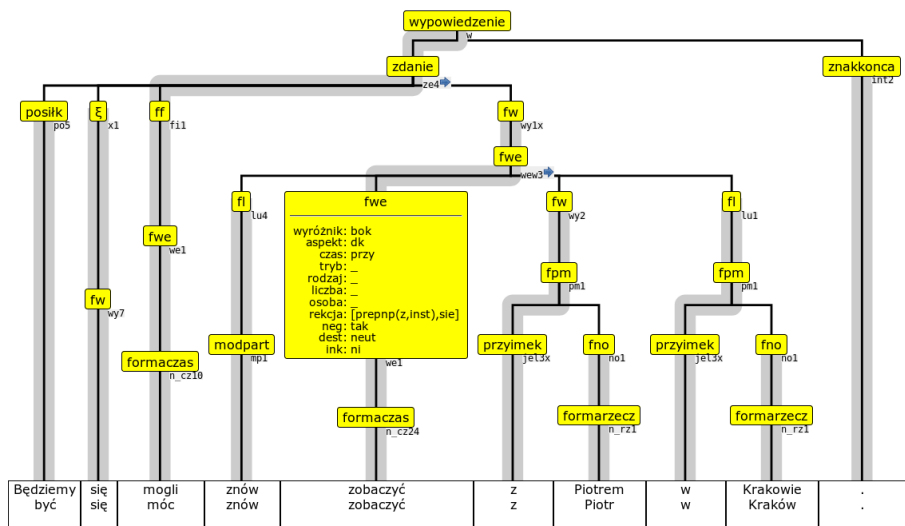 wypowiedzenie
w
zdanie znakkonca
ze4 int2
posiłk ξ ff fw
po5 x1 fi1 wy1x
fwe
wew3
fl fwe fw fl
lu4 wy2 lu1
wyróżnik: bok
aspekt: dk
czas: przy
tryb: _
rodzaj: _
liczba: _
osoba: _
rekcja: [prepnp(z,inst),sie]
neg: tak
dest: neut
ink: ni
we1
fwe
we1
fpm fpm
pm1 pm1
fw
wy7
modpart przyimek fno przyimek fno
mp1 jel3x no1 jel3x no1
formaczas
n_cz10
formaczas formarzecz formarzecz
n_cz24 n_rz1 n_rz1
Będziemy się mogli znów zobaczyć z Piotrem w Krakowie .
być się móc znów zobaczyć z Piotr w Kraków .